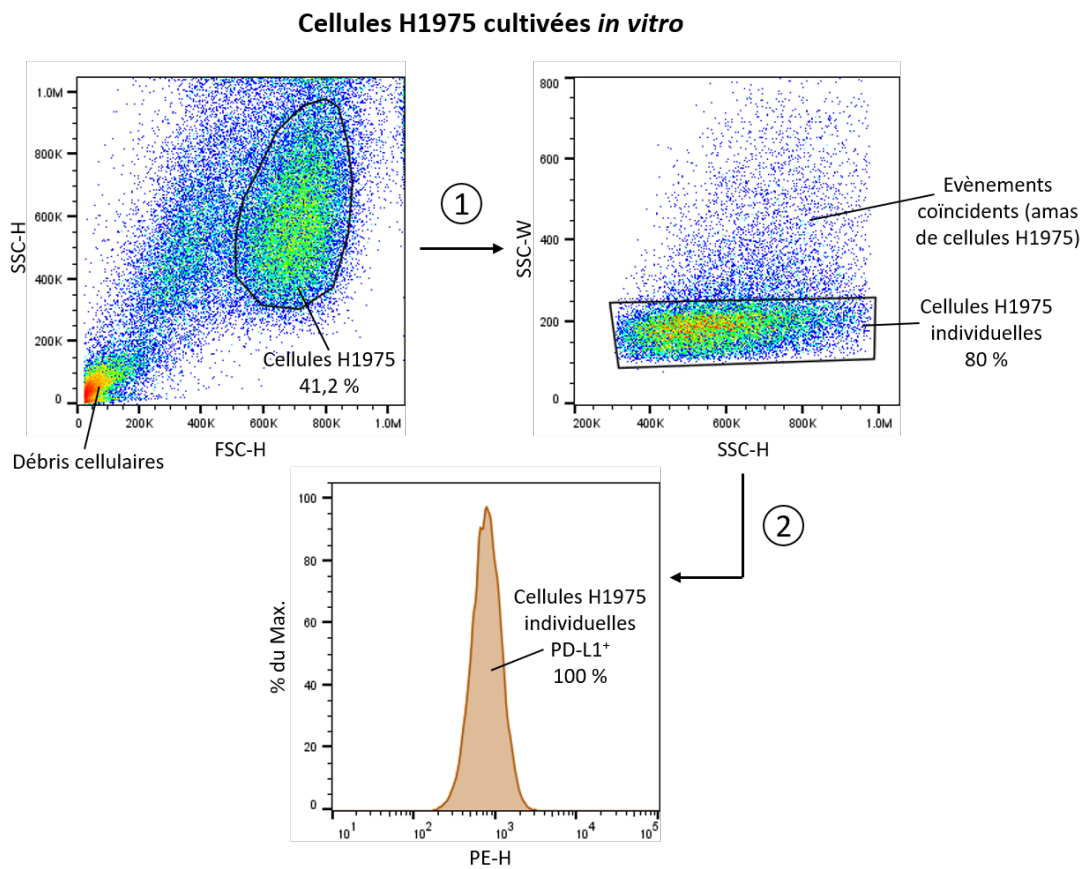 Cellules H1975 cultivées in vitro
1.0M
800K
600K
400K
200K
0
SSC-H
0 200K 400K 600K 800K 1.0M
FSC-H
Cellules H1975
41,2 %
Débris cellulaires
1
800
600
400
200
0
SSC-W
200K 400K 600K 800K 1.0M
SSC-H
Evènements
coïncidents (amas
de cellules H1975)
Cellules H1975
individuelles
80 %
2
100
80
60
40
20
0
% du Max.
10¹ 10² 10³ 10⁴ 10⁵
PE-H
Cellules H1975
individuelles
PD-L1⁺
100 %